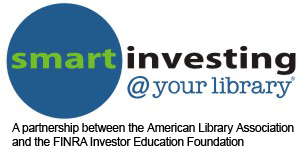 smart investing
@ your library®
A partnership between the American Library Association
and the FINRA Investor Education Foundation